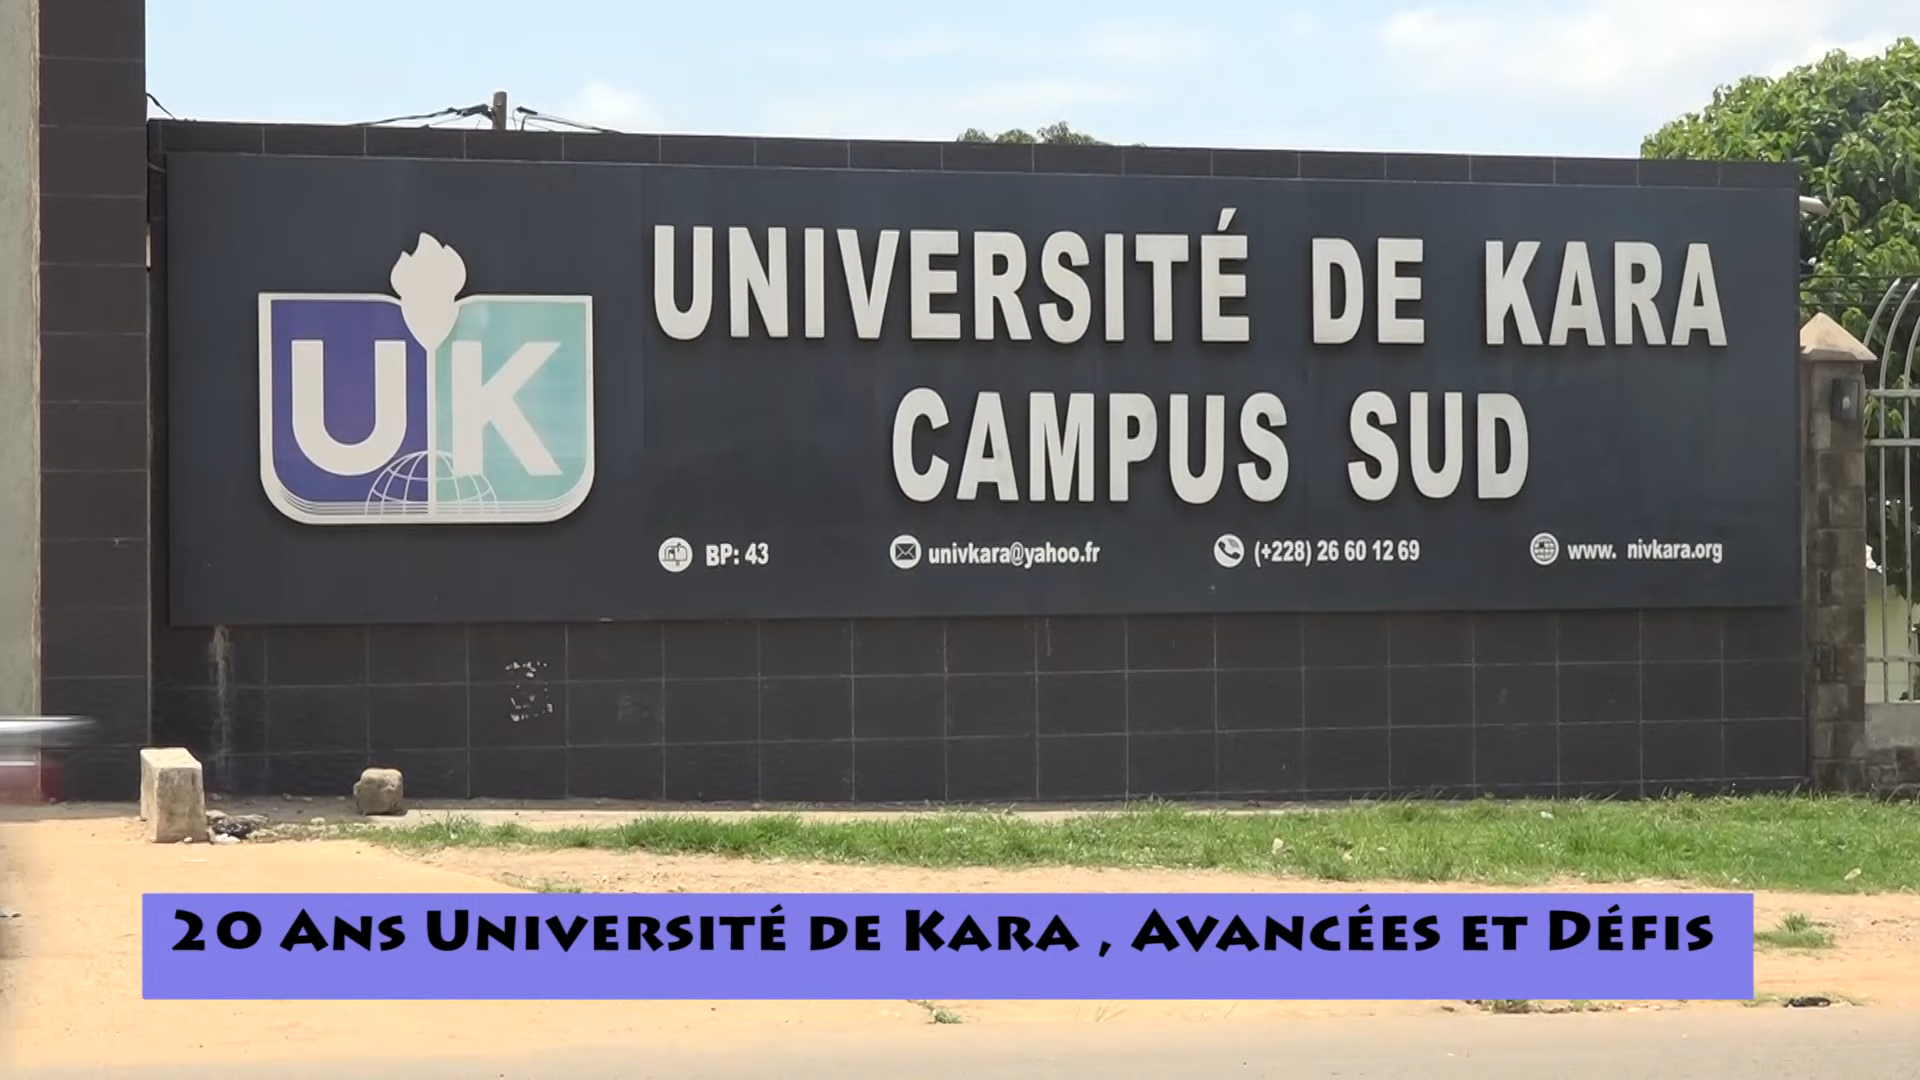 UK
UNIVERSITÉ DE KARA
CAMPUS SUD
BP: 43
univkara@yahoo.fr
(+228) 26 60 12 69
www. nivkara.org
20 Ans Université de Kara , Avancées et Défis